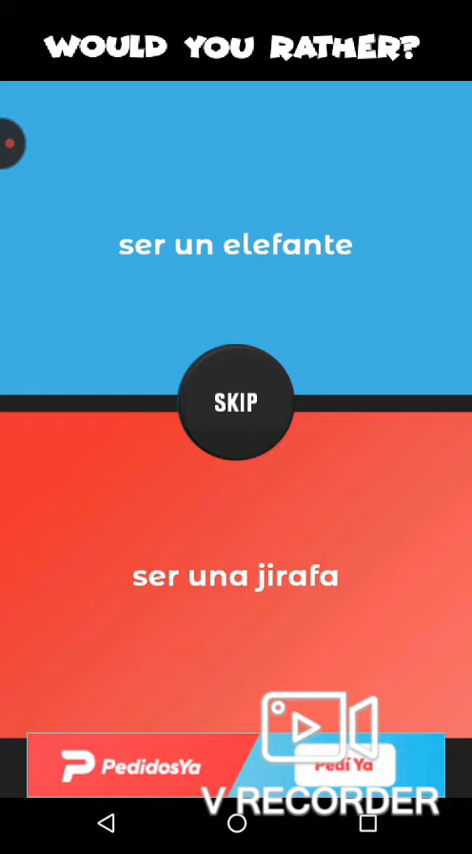 WOULD YOU RATHER?
ser un elefante
SKIP
ser una jirafa
PedidosYa
Pedí Ya
V RECORDER